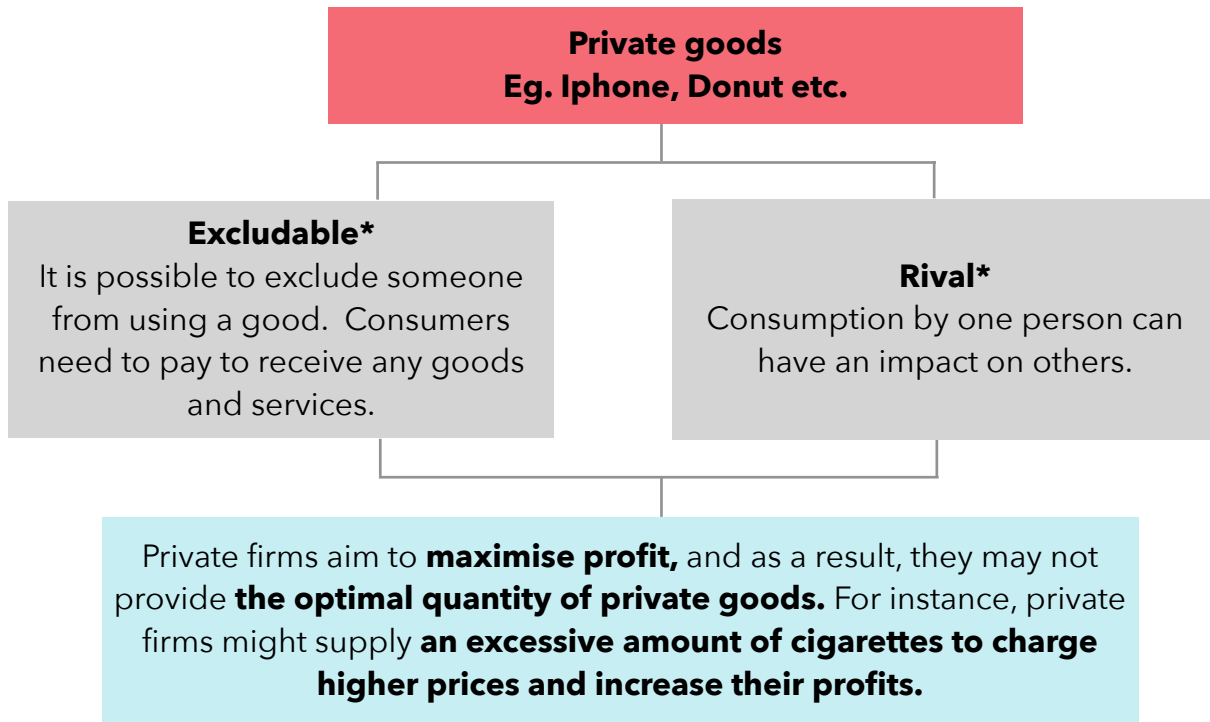 Private goods
Eg. Iphone, Donut etc.
Excludable*
It is possible to exclude someone
from using a good. Consumers
need to pay to receive any goods
and services.
Rival*
Consumption by one person can
have an impact on others.
Private firms aim to maximise profit, and as a result, they may not
provide the optimal quantity of private goods. For instance, private
firms might supply an excessive amount of cigarettes to charge
higher prices and increase their profits.